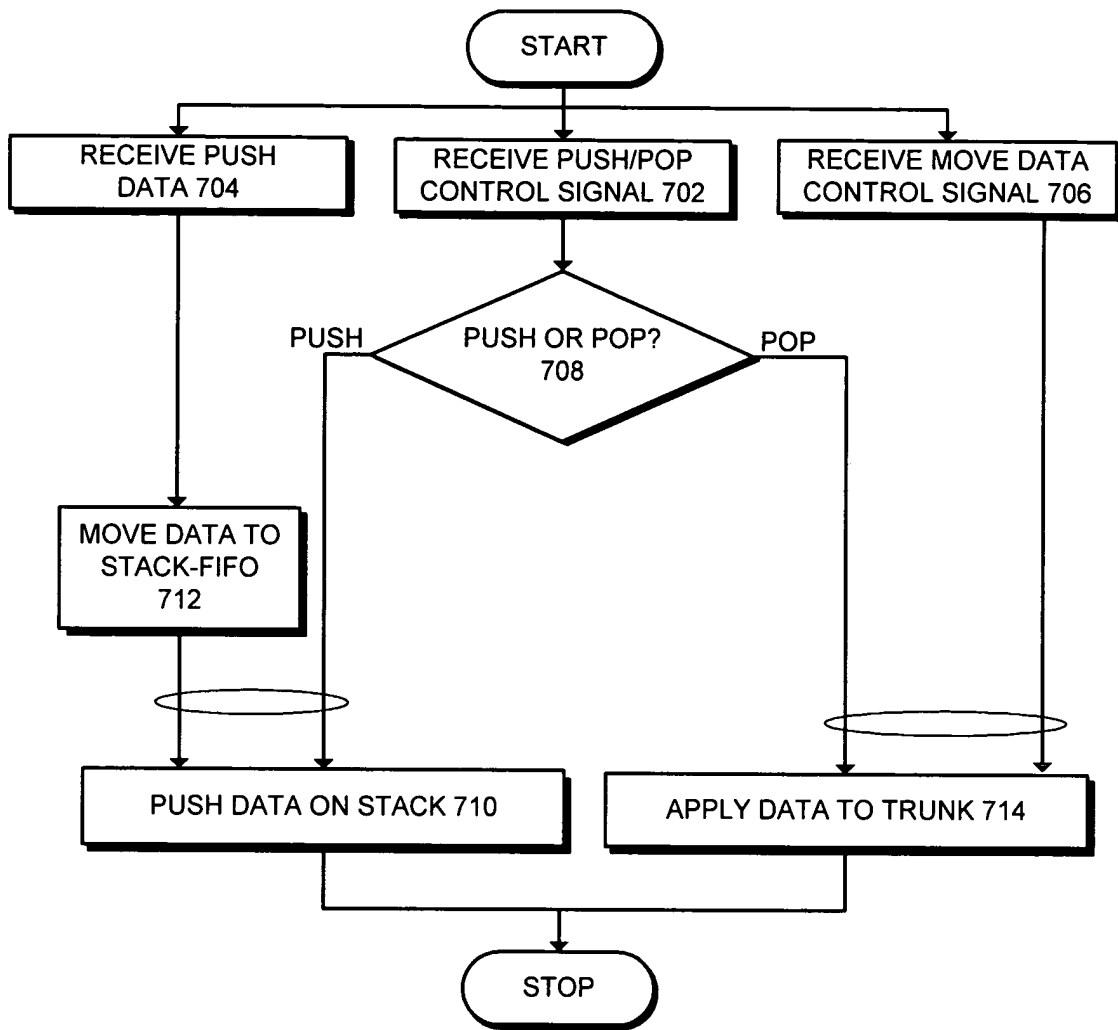 START
RECEIVE PUSH
DATA 704
RECEIVE PUSH/POP
CONTROL SIGNAL 702
RECEIVE MOVE DATA
CONTROL SIGNAL 706
PUSH
PUSH OR POP?
708
POP
MOVE DATA TO
STACK-FIFO
712
PUSH DATA ON STACK 710
APPLY DATA TO TRUNK 714
STOP